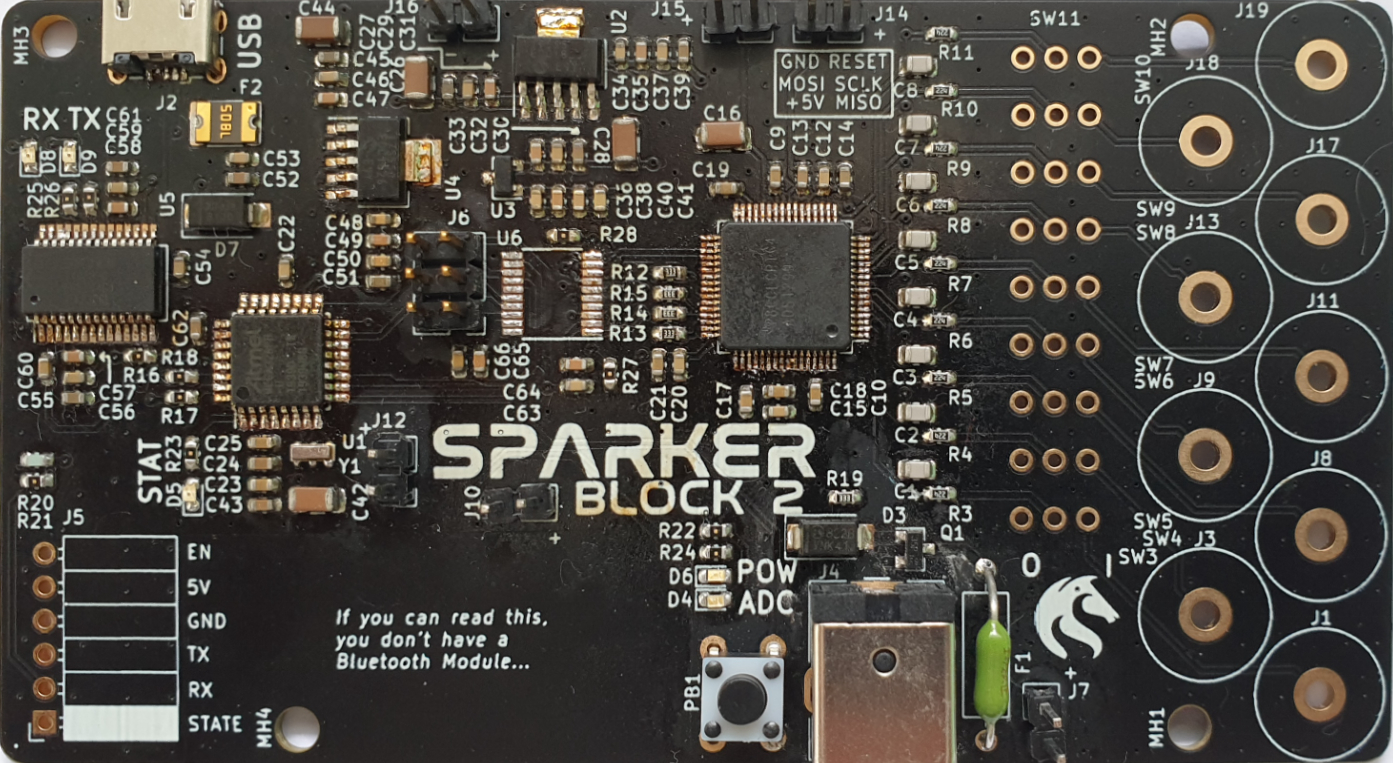 MH3
J2
USB
C44
C45
C46
C47
C27
C29
C31
C26
J16
+
U2
C34
C35
C37
C39
J15
+
J14
+
GND RESET
MOSI SCLK
+5V MISO
R11
C8
R10
C7
R9
C6
R8
C5
R7
C4
R6
C3
R5
C2
R4
C1
R3
SW11
MH2
SW10
J19
J18
J17
SW9
SW8
J13
J11
SW7
SW6
J9
J8
SW5
SW4
SW3
J3
J1
RX TX
F2
D8
D9
R25
R26
C61
C58
C53
C52
U5
D7
C22
C54
C62
C33
C32
C28
U4
U3
J6
C48
C49
C50
C51
U6
R28
C36
C38
C40
C41
C16
C19
C9
C13
C12
C14
R12
R15
R14
R13
R27
C66
C65
C64
C63
C21
C20
C17
C18
C15
C10
C60
C55
C57
C56
R16
R18
R17
Atmel
STAT
R23
D5
C25
C24
C23
C43
U1
Y1
C42
J12
+
J10
+
SPARKER
BLOCK 2
R19
D3
Q1
R22
R24
D6
D4
POW
ADC
J4
R20
R21
J5
EN
5V
GND
TX
RX
STATE
If you can read this,
you don't have a
Bluetooth Module...
MH4
PB1
F1
O I
+
J7
MH1